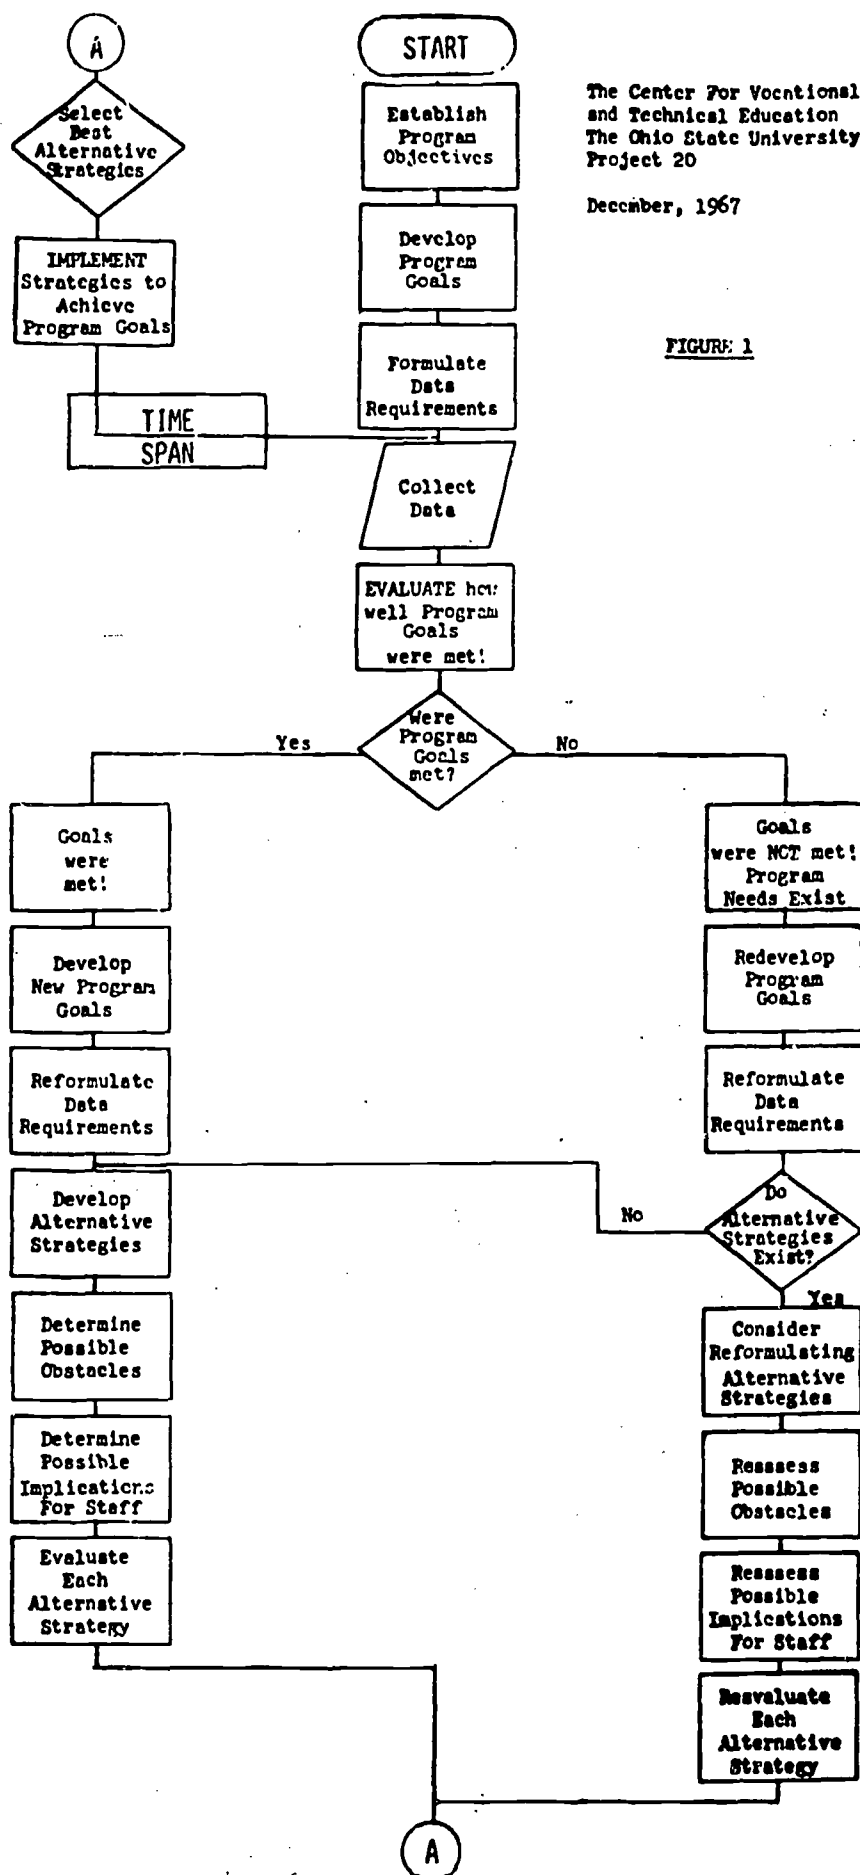 A
Select
Best
Alternative
Strategies
IMPLEMENT
Strategies to
Achieve
Program Goals
TIME
SPAN
START
Establish
Program
Objectives
Develop
Program
Goals
Formulate
Data
Requirements
Collect
Data
EVALUATE how
well Program
Goals
were met!
Were
Program
Goals
met?
The Center For Vocational
and Technical Education
The Ohio State University
Project 20
December, 1967
FIGURE 1
Yes
No
Goals
were
met!
Develop
New Program
Goals
Reformulate
Data
Requirements
Develop
Alternative
Strategies
Determine
Possible
Obstacles
Determine
Possible
Implications
For Staff
Evaluate
Each
Alternative
Strategy
Goals
were NOT met!
Program
Needs Exist
Redevelop
Program
Goals
Reformulate
Data
Requirements
Do
Alternative
Strategies
Exist?
No
Yes
Consider
Reformulating
Alternative
Strategies
Reassess
Possible
Obstacles
Reassess
Possible
Implications
For Staff
Reevaluate
Each
Alternative
Strategy
A